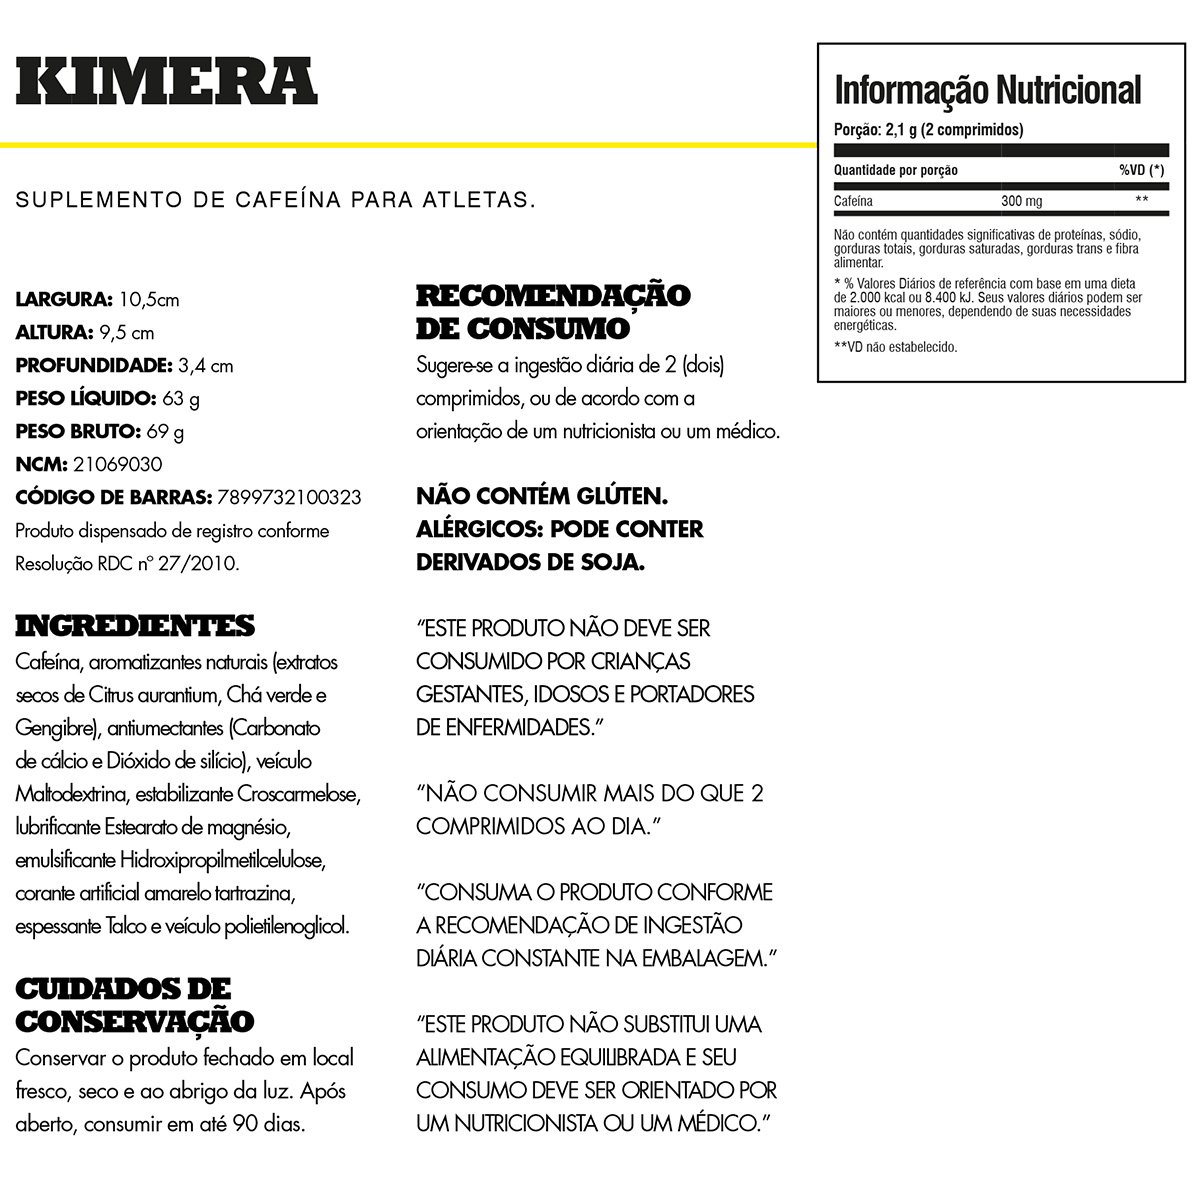 KIMERA
SUPLEMENTO DE CAFEÍNA PARA ATLETAS.
LARGURA: 10,5cm
ALTURA: 9,5 cm
PROFUNDIDADE: 3,4 cm
PESO LÍQUIDO: 63 g
PESO BRUTO: 69 g
NCM: 21069030
CÓDIGO DE BARRAS: 7899732100323
Produto dispensado de registro conforme
Resolução RDC nº 27/2010.
INGREDIENTES
Cafeína, aromatizantes naturais (extratos
secos de Citrus aurantium, Chá verde e
Gengibre), antiumectantes (Carbonato
de cálcio e Dióxido de silício), veículo
Maltodextrina, estabilizante Croscarmelose,
lubrificante Estearato de magnésio,
emulsificante Hidroxipropilmetilcelulose,
corante artificial amarelo tartrazina,
espessante Talco e veículo polietilenoglicol.
CUIDADOS DE
CONSERVAÇÃO
Conservar o produto fechado em local
fresco, seco e ao abrigo da luz. Após
aberto, consumir em até 90 dias.
RECOMENDAÇÃO
DE CONSUMO
Sugere-se a ingestão diária de 2 (dois)
comprimidos, ou de acordo com a
orientação de um nutricionista ou um médico.
NÃO CONTÉM GLÚTEN.
ALÉRGICOS: PODE CONTER
DERIVADOS DE SOJA.
“ESTE PRODUTO NÃO DEVE SER
CONSUMIDO POR CRIANÇAS
GESTANTES, IDOSOS E PORTADORES
DE ENFERMIDADES.”
“NÃO CONSUMIR MAIS DO QUE 2
COMPRIMIDOS AO DIA.”
“CONSUMA O PRODUTO CONFORME
A RECOMENDAÇÃO DE INGESTÃO
DIÁRIA CONSTANTE NA EMBALAGEM.”
“ESTE PRODUTO NÃO SUBSTITUI UMA
ALIMENTAÇÃO EQUILIBRADA E SEU
CONSUMO DEVE SER ORIENTADO POR
UM NUTRICIONISTA OU UM MÉDICO.”
Informação Nutricional
Porção: 2,1 g (2 comprimidos)
Quantidade por porção %VD (*)
Cafeína 300 mg **
Não contém quantidades significativas de proteínas, sódio,
gorduras totais, gorduras saturadas, gorduras trans e fibra
alimentar.
* % Valores Diários de referência com base em uma dieta
de 2.000 kcal ou 8.400 kJ. Seus valores diários podem ser
maiores ou menores, dependendo de suas necessidades
energéticas.
**VD não estabelecido.